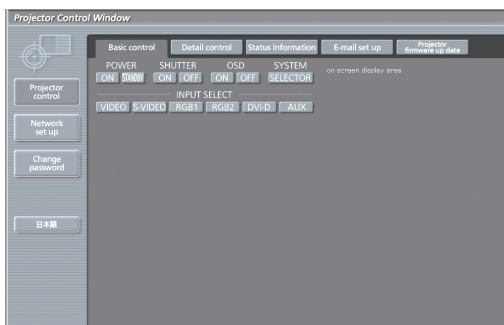 Projector Control Window
Basic control Detail control Status information E-mail set up Projector firmware up date
POWER SHUTTER OSD SYSTEM
ON STANDBY ON OFF ON OFF SELECTOR
on screen display area
INPUT SELECT
VIDEO S-VIDEO RGB1 RGB2 DVI-D AUX
Projector control
Network set up
Change password
日本語